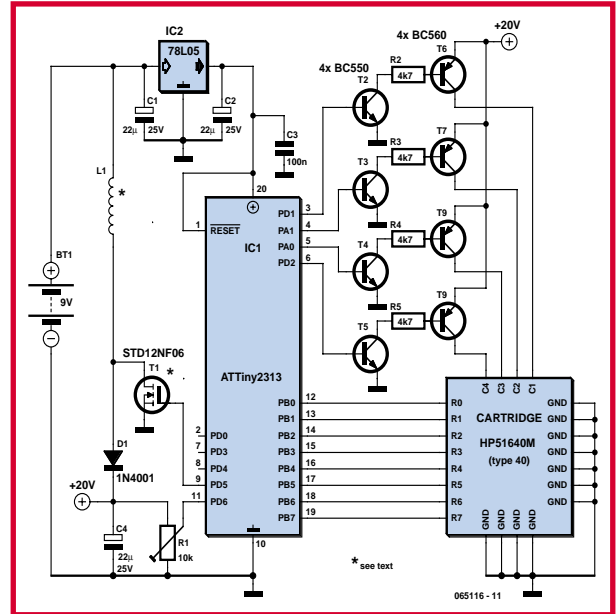 IC2
78L05
C1
22µ
25V
C2
22µ
25V
C3
100n
L1
*
BT1
9V
STD12NF06
T1
*
D1
1N4001
+20V
C4
22µ
25V
R1
10k
20
1
RESET
IC1
ATTiny2313
PD1
3
PA1
4
PA0
5
PD2
6
2
PD0
7
PD3
8
PD4
9
PD5
11
PD6
10
PB0
12
PB1
13
PB2
14
PB3
15
PB4
16
PB5
17
PB6
18
PB7
19
4x BC550
4x BC560
+20V
T2
R2
4k7
T6
T3
R3
4k7
T7
T4
R4
4k7
T9
T5
R5
4k7
T9
C4
C3
C2
C1
R0
R1
R2
R3
R4
R5
R6
R7
CARTRIDGE
HP51640M
(type 40)
GND
GND
GND
GND
GND
GND
GND
GND
GND
GND
* see text
065116 - 11